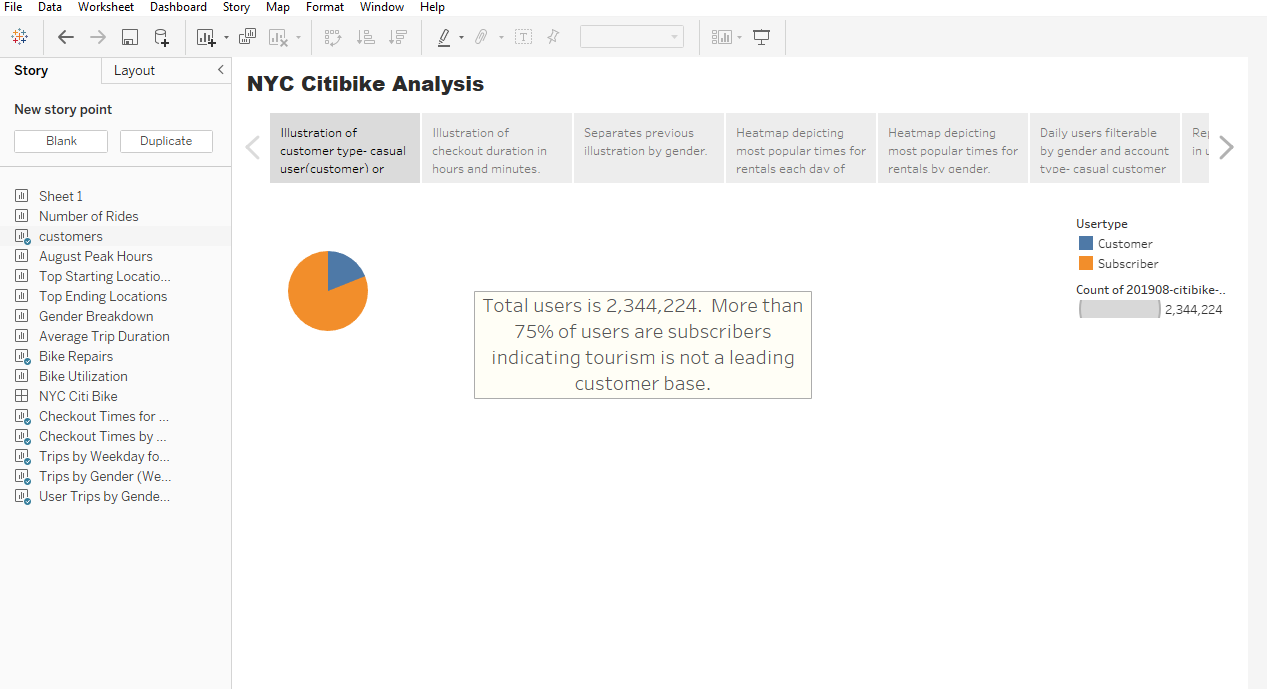 File Data Worksheet Dashboard Story Map Format Window Help
Story Layout
New story point
Blank Duplicate
Sheet 1
Number of Rides
customers
August Peak Hours
Top Starting Locatio...
Top Ending Locations
Gender Breakdown
Average Trip Duration
Bike Repairs
Bike Utilization
NYC Citi Bike
Checkout Times for ...
Checkout Times by ...
Trips by Weekday fo...
Trips by Gender (We...
User Trips by Gende...
NYC Citibike Analysis
Illustration of
customer type- casual
user(customer) or
Illustration of
checkout duration in
hours and minutes.
Separates previous
illustration by gender.
Heatmap depicting
most popular times for
rentals each day of
Heatmap depicting
most popular times for
rentals by gender.
Daily users filterable
by gender and account
type- casual customer
in
Total users is 2,344,224. More than
75% of users are subscribers
indicating tourism is not a leading
customer base.
Usertype
Customer
Subscriber
Count of 201908-citibike-..
2,344,224